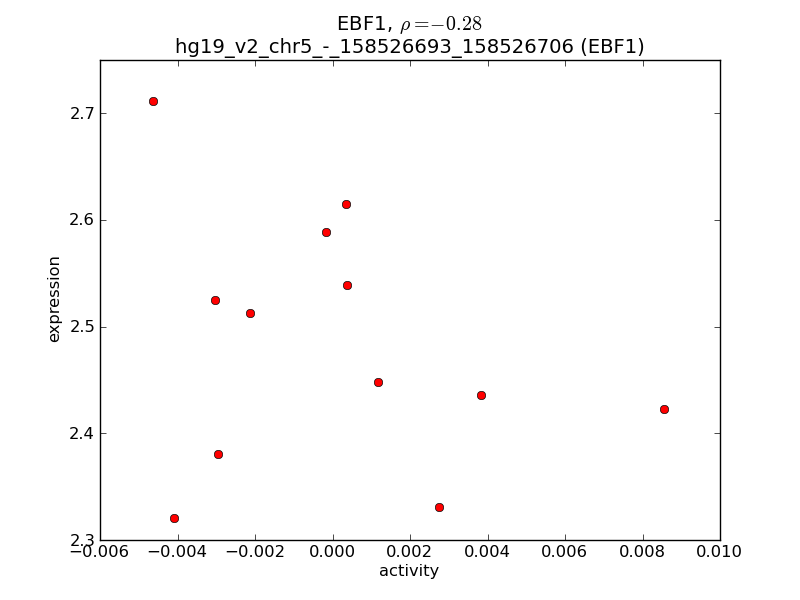 EBF1, ρ=−0.28
hg19_v2_chr5_-_158526693_158526706 (EBF1)
2.7
2.6
2.5
2.4
2.3
expression
−0.006 −0.004 −0.002 0.000 0.002 0.004 0.006 0.008 0.010
activity